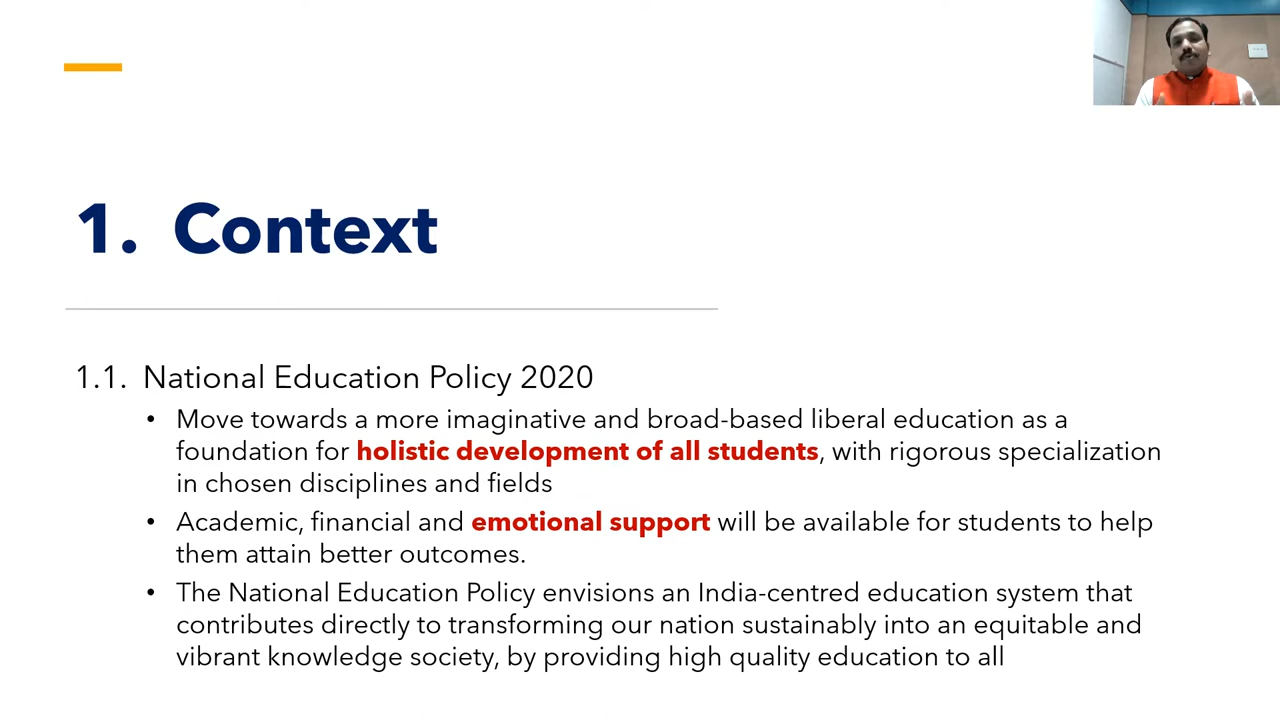 1. Context
1.1. National Education Policy 2020
• Move towards a more imaginative and broad-based liberal education as a
foundation for holistic development of all students, with rigorous specialization
in chosen disciplines and fields
• Academic, financial and emotional support will be available for students to help
them attain better outcomes.
• The National Education Policy envisions an India-centred education system that
contributes directly to transforming our nation sustainably into an equitable and
vibrant knowledge society, by providing high quality education to all